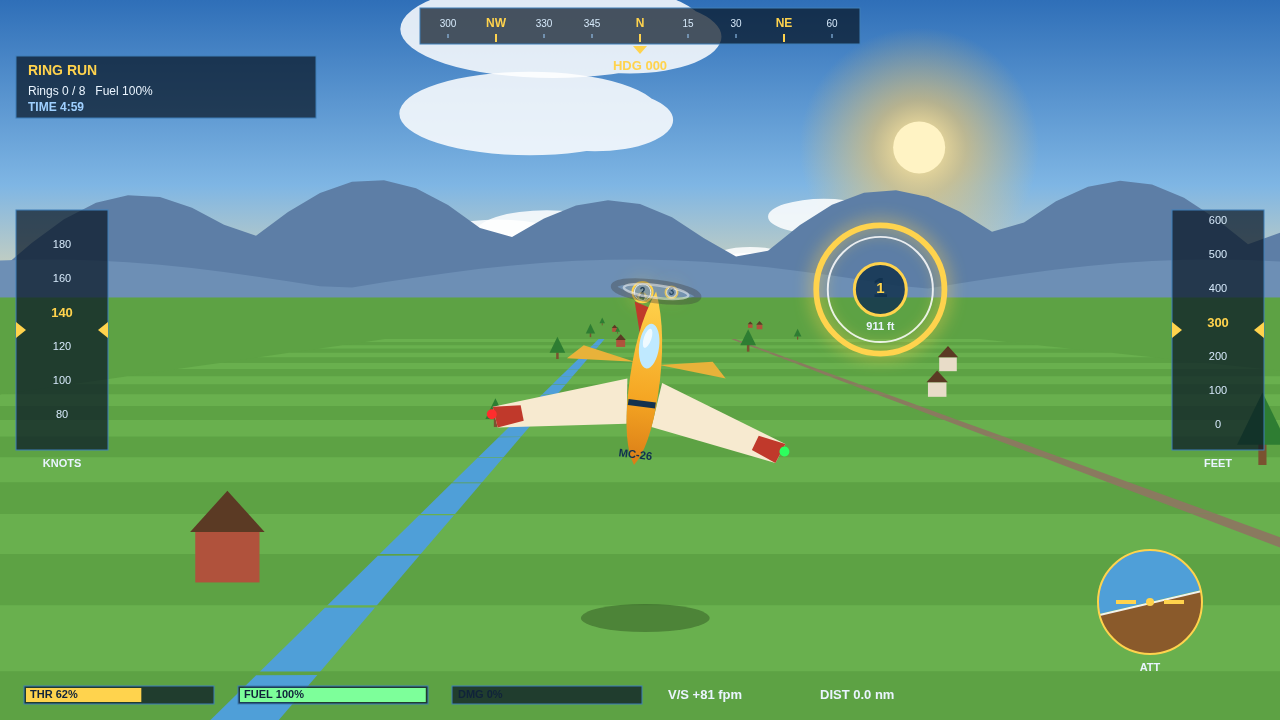 300 NW 330 345 N 15 30 NE 60
HDG 000
RING RUN
Rings 0 / 8 Fuel 100%
TIME 4:59
180
160
140
120
100
80
KNOTS
?
1
911 ft
MC-26
600
500
400
300
200
100
0
FEET
ATT
THR 62%
FUEL 100%
DMG 0%
V/S +81 fpm
DIST 0.0 nm